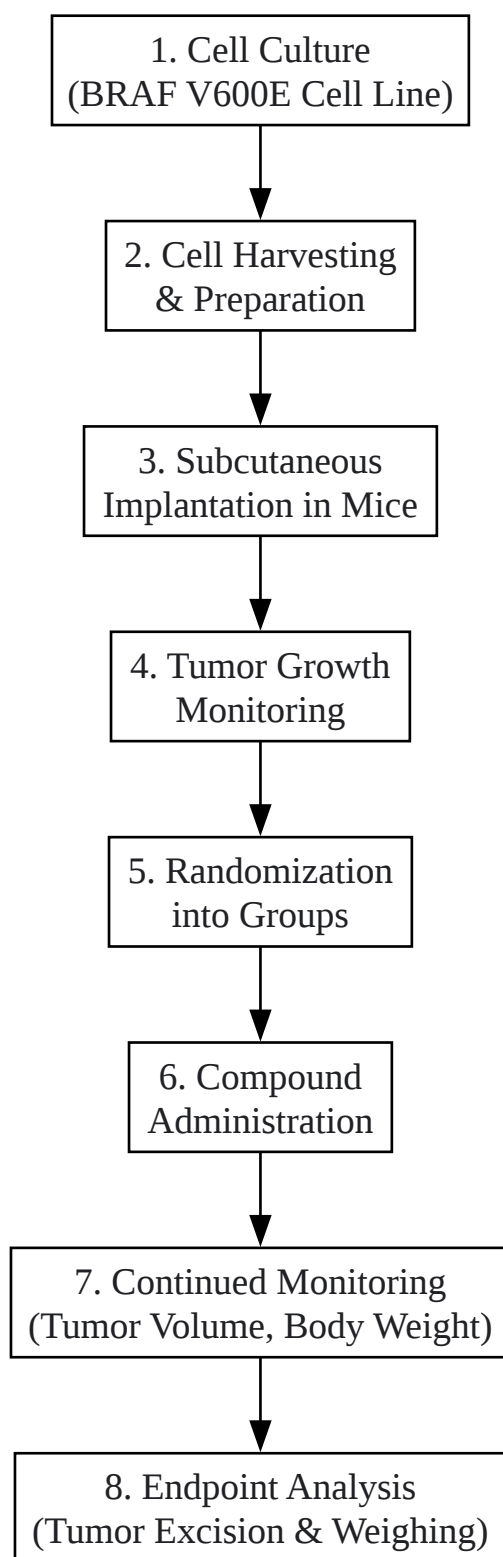 1. Cell Culture
(BRAF V600E Cell Line)
2. Cell Harvesting
& Preparation
3. Subcutaneous
Implantation in Mice
4. Tumor Growth
Monitoring
5. Randomization
into Groups
6. Compound
Administration
7. Continued Monitoring
(Tumor Volume, Body Weight)
8. Endpoint Analysis
(Tumor Excision & Weighing)